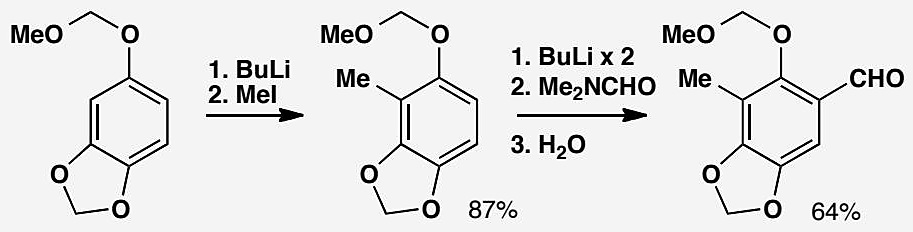 MeO O
O O
1. BuLi
2. MeI
MeO O
Me
O O
87%
1. BuLi x 2
2. Me₂NCHO
3. H₂O
MeO O
Me CHO
O O
64%